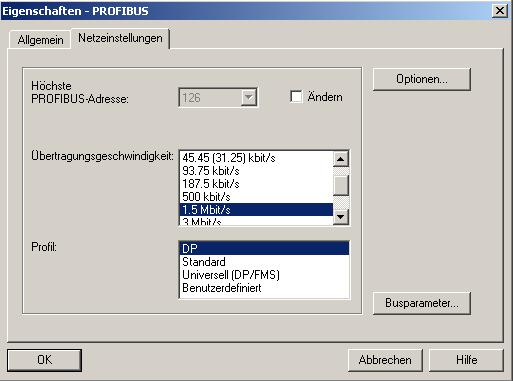 Eigenschaften - PROFIBUS
Allgemein
Netzeinstellungen
Höchste
PROFIBUS-Adresse:
126
Ändern
Optionen...
Übertragungsgeschwindigkeit:
45.45 (31.25) kbit/s
93.75 kbit/s
187.5 kbit/s
500 kbit/s
1.5 Mbit/s
3 Mbit/s
Profil:
DP
Standard
Universell (DP/FMS)
Benutzerdefiniert
Busparameter...
OK
Abbrechen
Hilfe